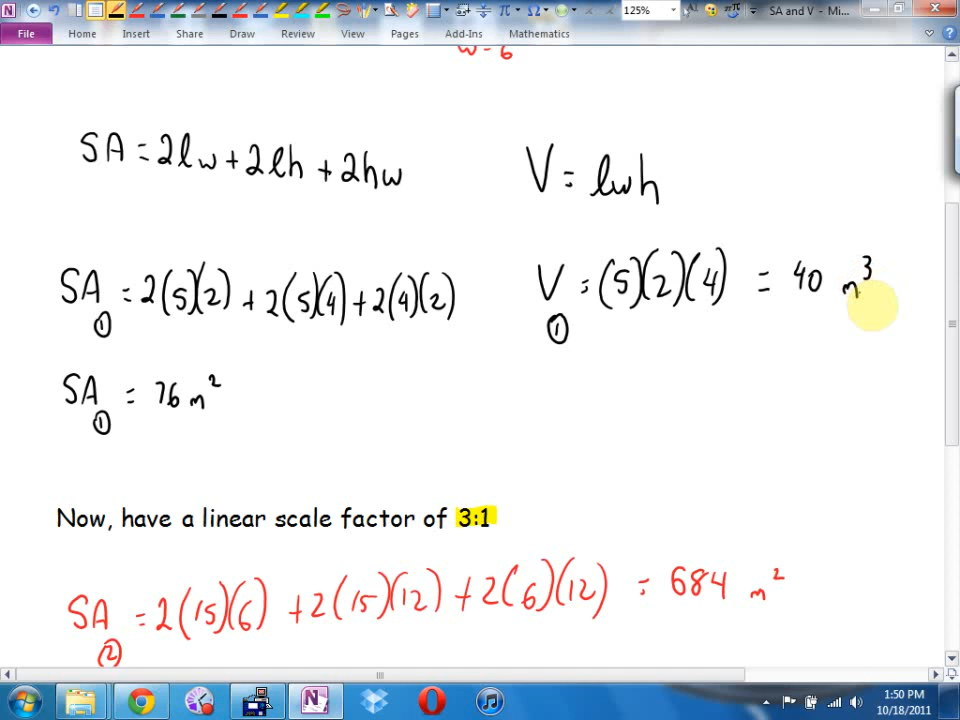 125% SA and V - Mi...
File Home Insert Share Draw Review View Pages Add-Ins Mathematics
w = 6
SA = 2lw + 2lh + 2hw
V = lwh
SA① = 2(5)(2) + 2(5)(4) + 2(4)(2)
V① = (5)(2)(4) = 40 m³
SA① = 76 m²
Now, have a linear scale factor of 3:1
SA② = 2(15)(6) + 2(15)(12) + 2(6)(12) = 684 m²
1:50 PM
10/18/2011